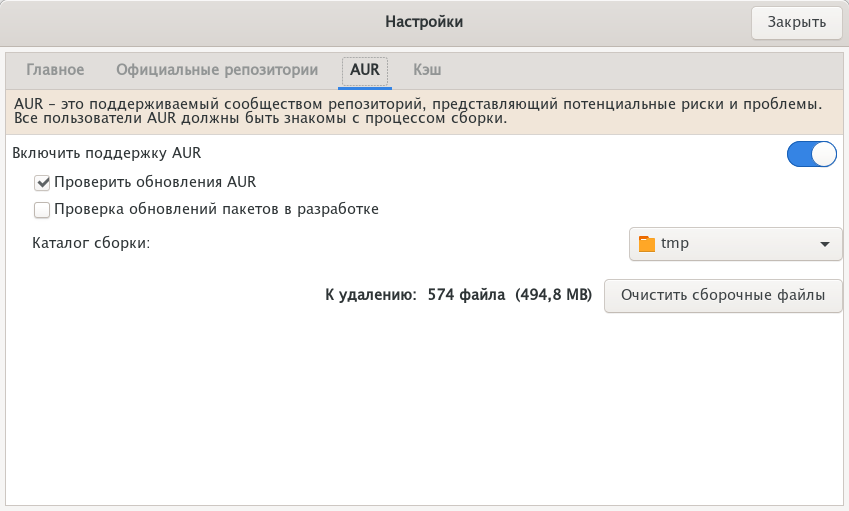 Настройки
Закрыть
Главное Официальные репозитории AUR Кэш
AUR - это поддерживаемый сообществом репозиторий, представляющий потенциальные риски и проблемы.
Все пользователи AUR должны быть знакомы с процессом сборки.
Включить поддержку AUR
Проверить обновления AUR
Проверка обновлений пакетов в разработке
Каталог сборки:
tmp
К удалению: 574 файла (494,8 MB)
Очистить сборочные файлы